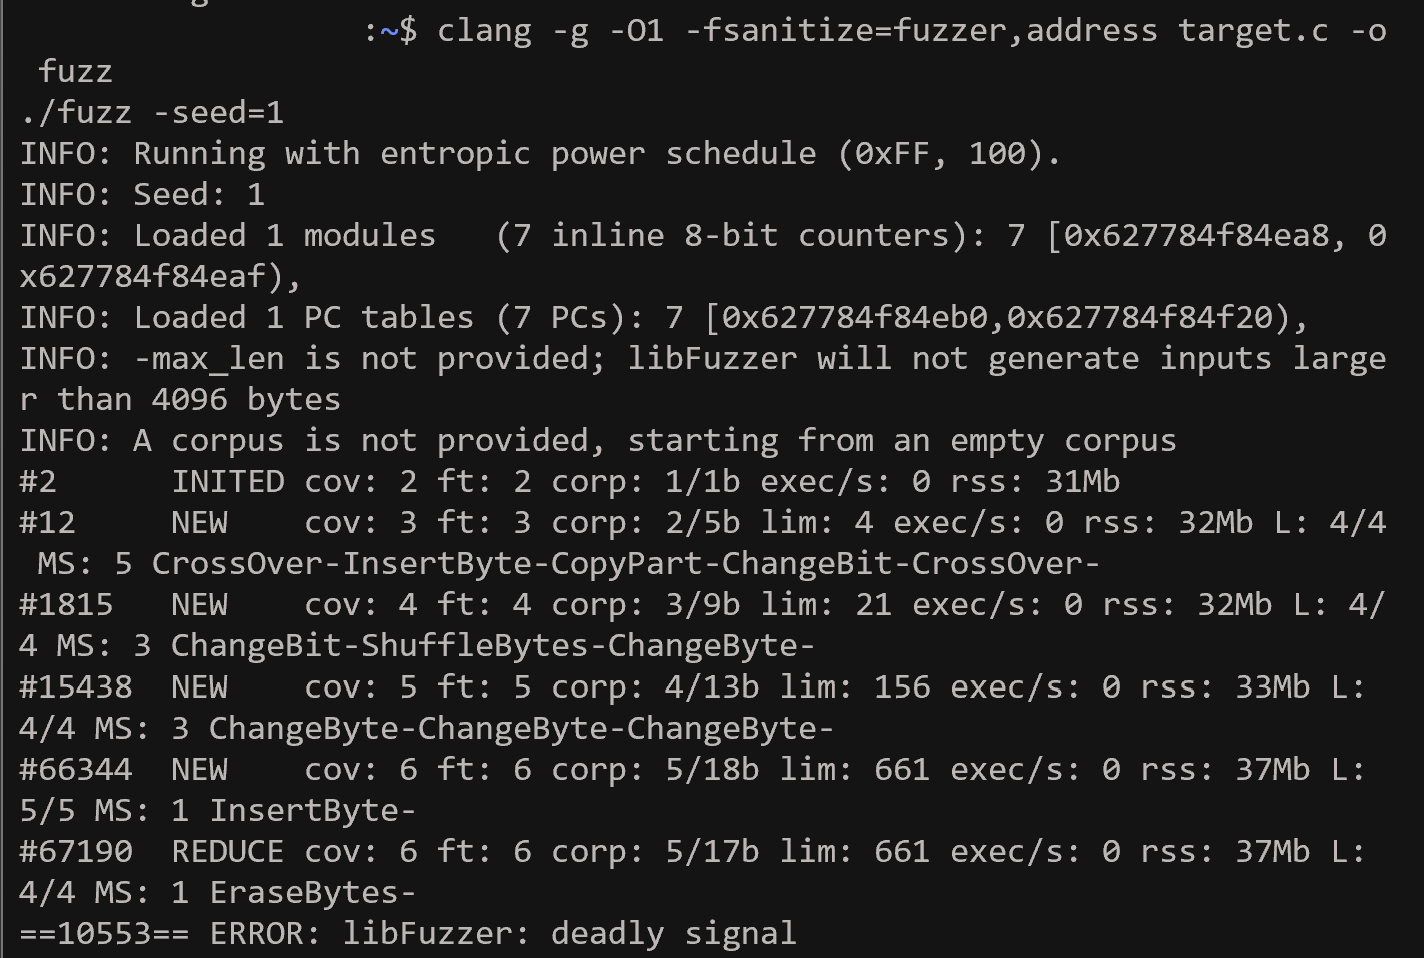 :~$ clang -g -O1 -fsanitize=fuzzer,address target.c -o
fuzz
./fuzz -seed=1
INFO: Running with entropic power schedule (0xFF, 100).
INFO: Seed: 1
INFO: Loaded 1 modules   (7 inline 8-bit counters): 7 [0x627784f84ea8, 0
x627784f84eaf),
INFO: Loaded 1 PC tables (7 PCs): 7 [0x627784f84eb0,0x627784f84f20),
INFO: -max_len is not provided; libFuzzer will not generate inputs large
r than 4096 bytes
INFO: A corpus is not provided, starting from an empty corpus
#2      INITED cov: 2 ft: 2 corp: 1/1b exec/s: 0 rss: 31Mb
#12     NEW    cov: 3 ft: 3 corp: 2/5b lim: 4 exec/s: 0 rss: 32Mb L: 4/4
 MS: 5 CrossOver-InsertByte-CopyPart-ChangeBit-CrossOver-
#1815   NEW    cov: 4 ft: 4 corp: 3/9b lim: 21 exec/s: 0 rss: 32Mb L: 4/
4 MS: 3 ChangeBit-ShuffleBytes-ChangeByte-
#15438  NEW    cov: 5 ft: 5 corp: 4/13b lim: 156 exec/s: 0 rss: 33Mb L:
4/4 MS: 3 ChangeByte-ChangeByte-ChangeByte-
#66344  NEW    cov: 6 ft: 6 corp: 5/18b lim: 661 exec/s: 0 rss: 37Mb L:
5/5 MS: 1 InsertByte-
#67190  REDUCE cov: 6 ft: 6 corp: 5/17b lim: 661 exec/s: 0 rss: 37Mb L:
4/4 MS: 1 EraseBytes-
==10553== ERROR: libFuzzer: deadly signal